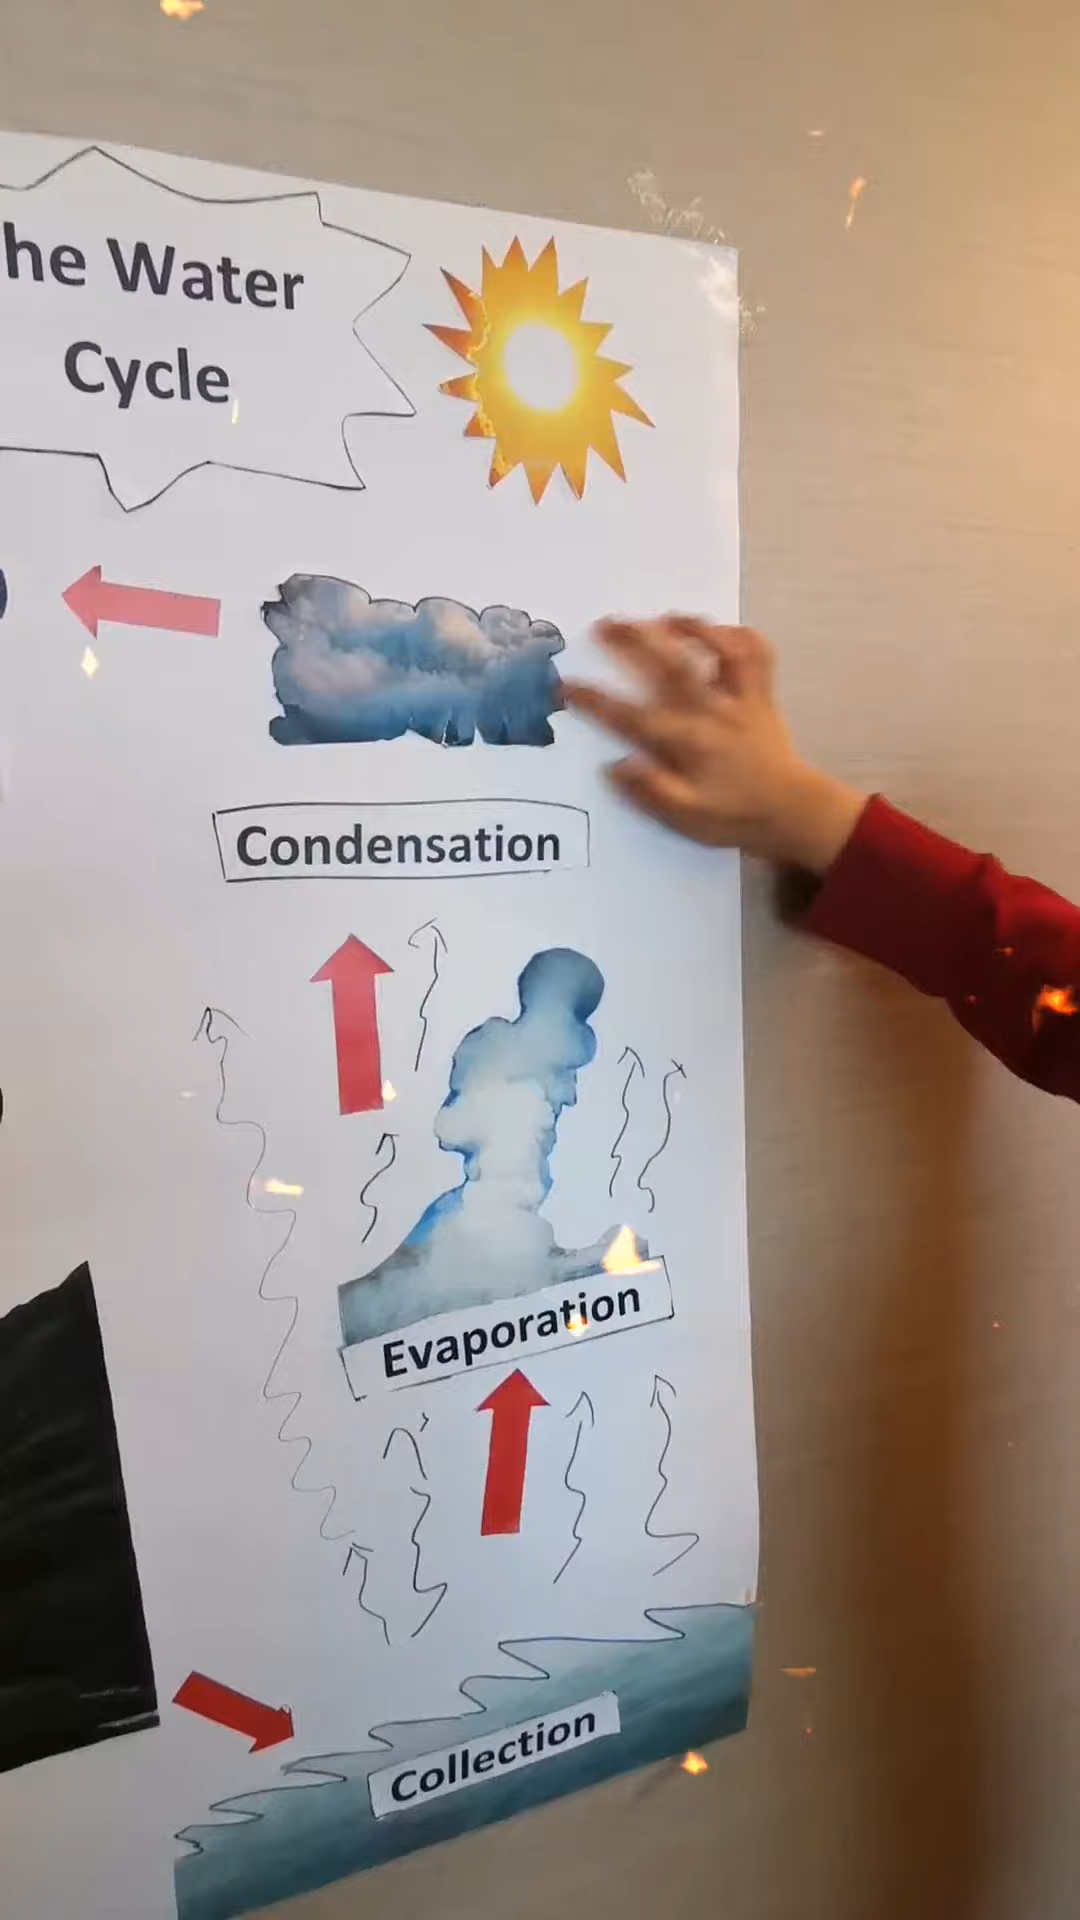 he Water
Cycle
Condensation
Evaporation
Collection